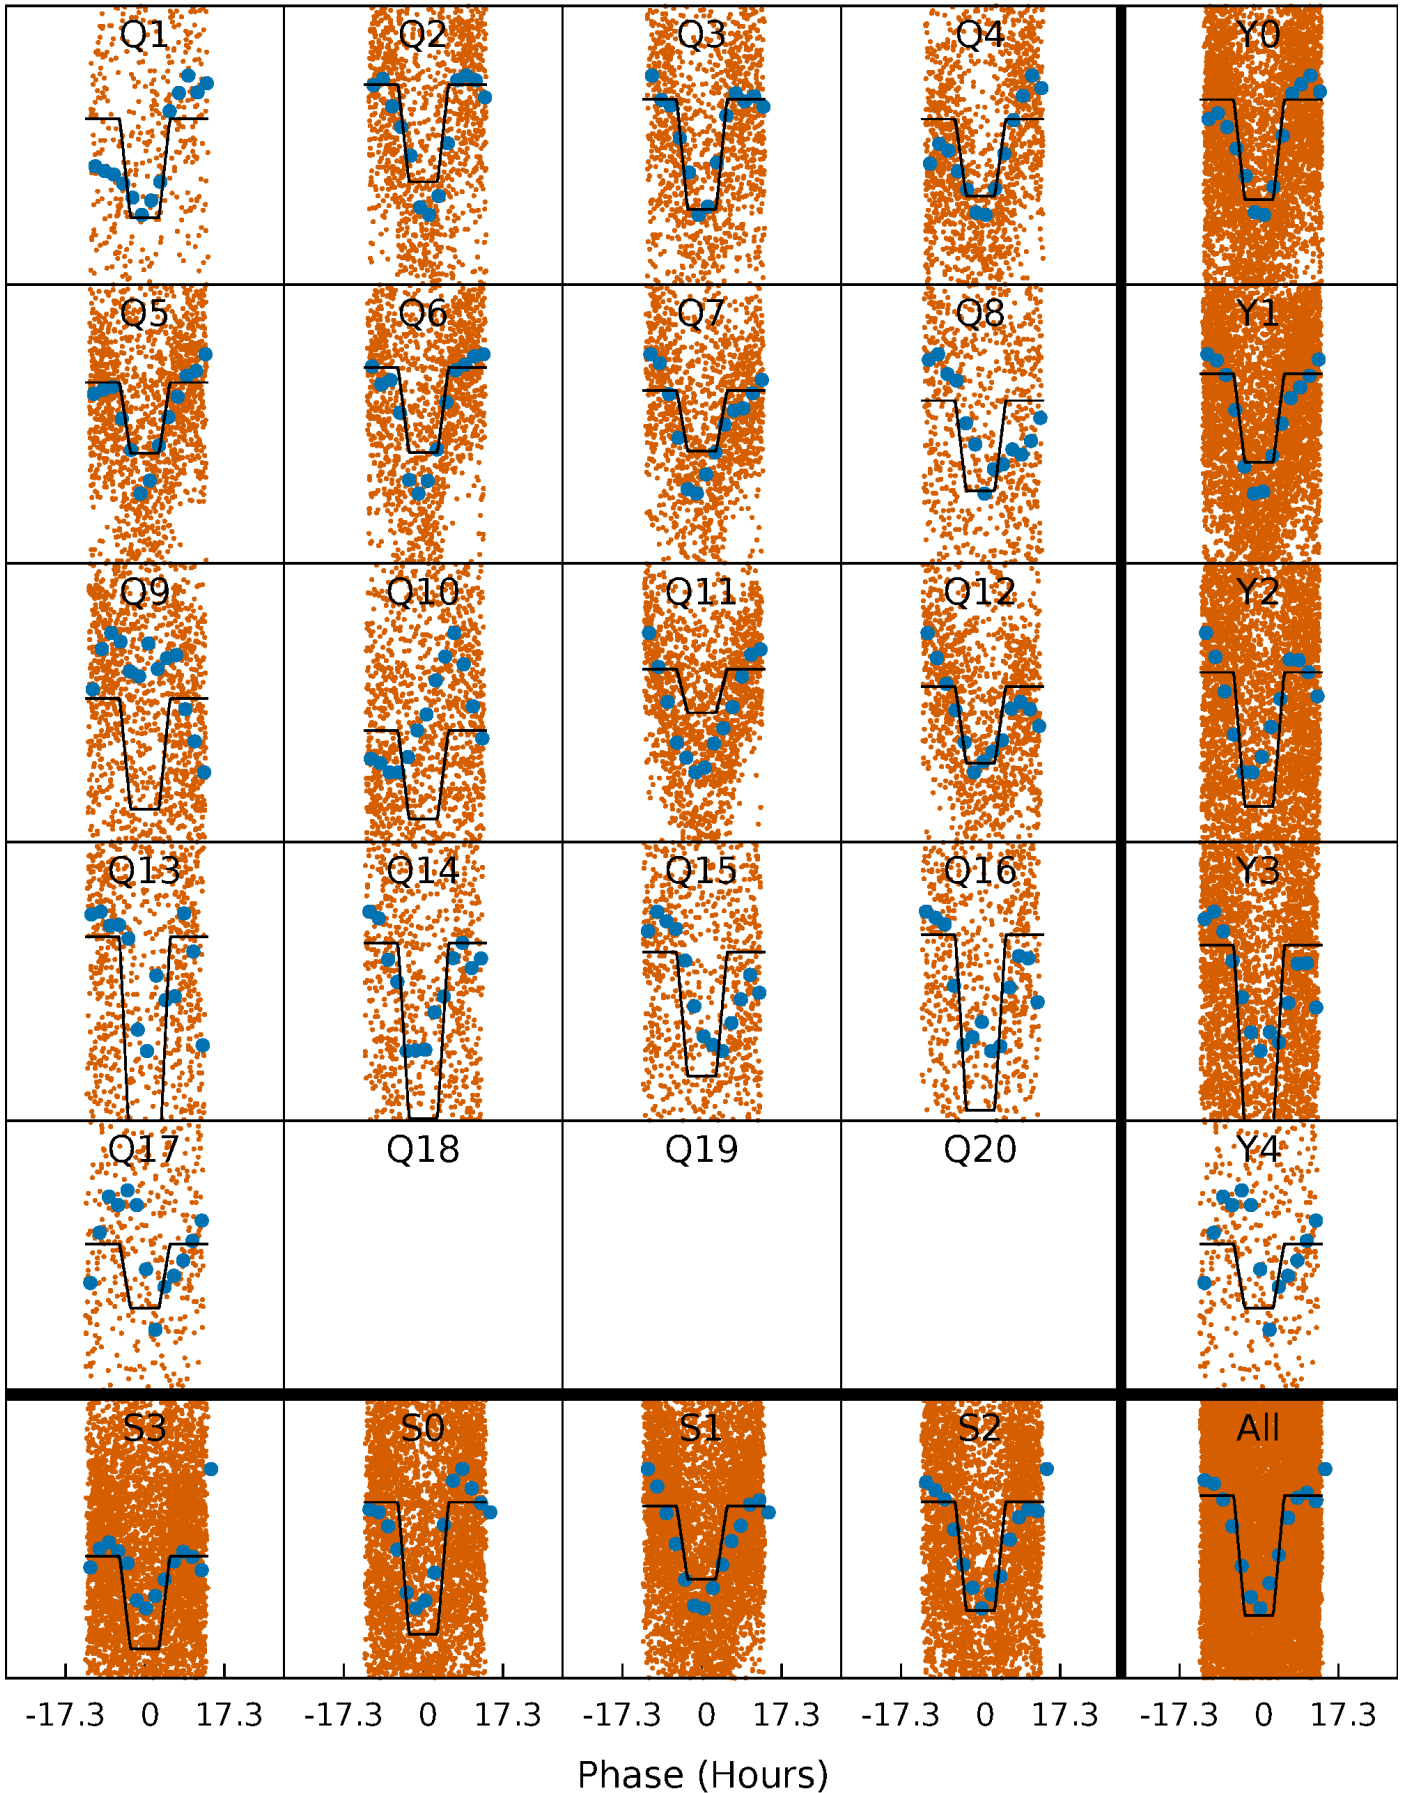 Q1 Q2 Q3 Q4 Y0
Q5 Q6 Q7 Q8 Y1
Q9 Q10 Q11 Q12 Y2
Q13 Q14 Q15 Q16 Y3
Q17 Q18 Q19 Q20 Y4
S3 S0 S1 S2 All
-17.3 0 17.3 -17.3 0 17.3 -17.3 0 17.3 -17.3 0 17.3 -17.3 0 17.3
Phase (Hours)